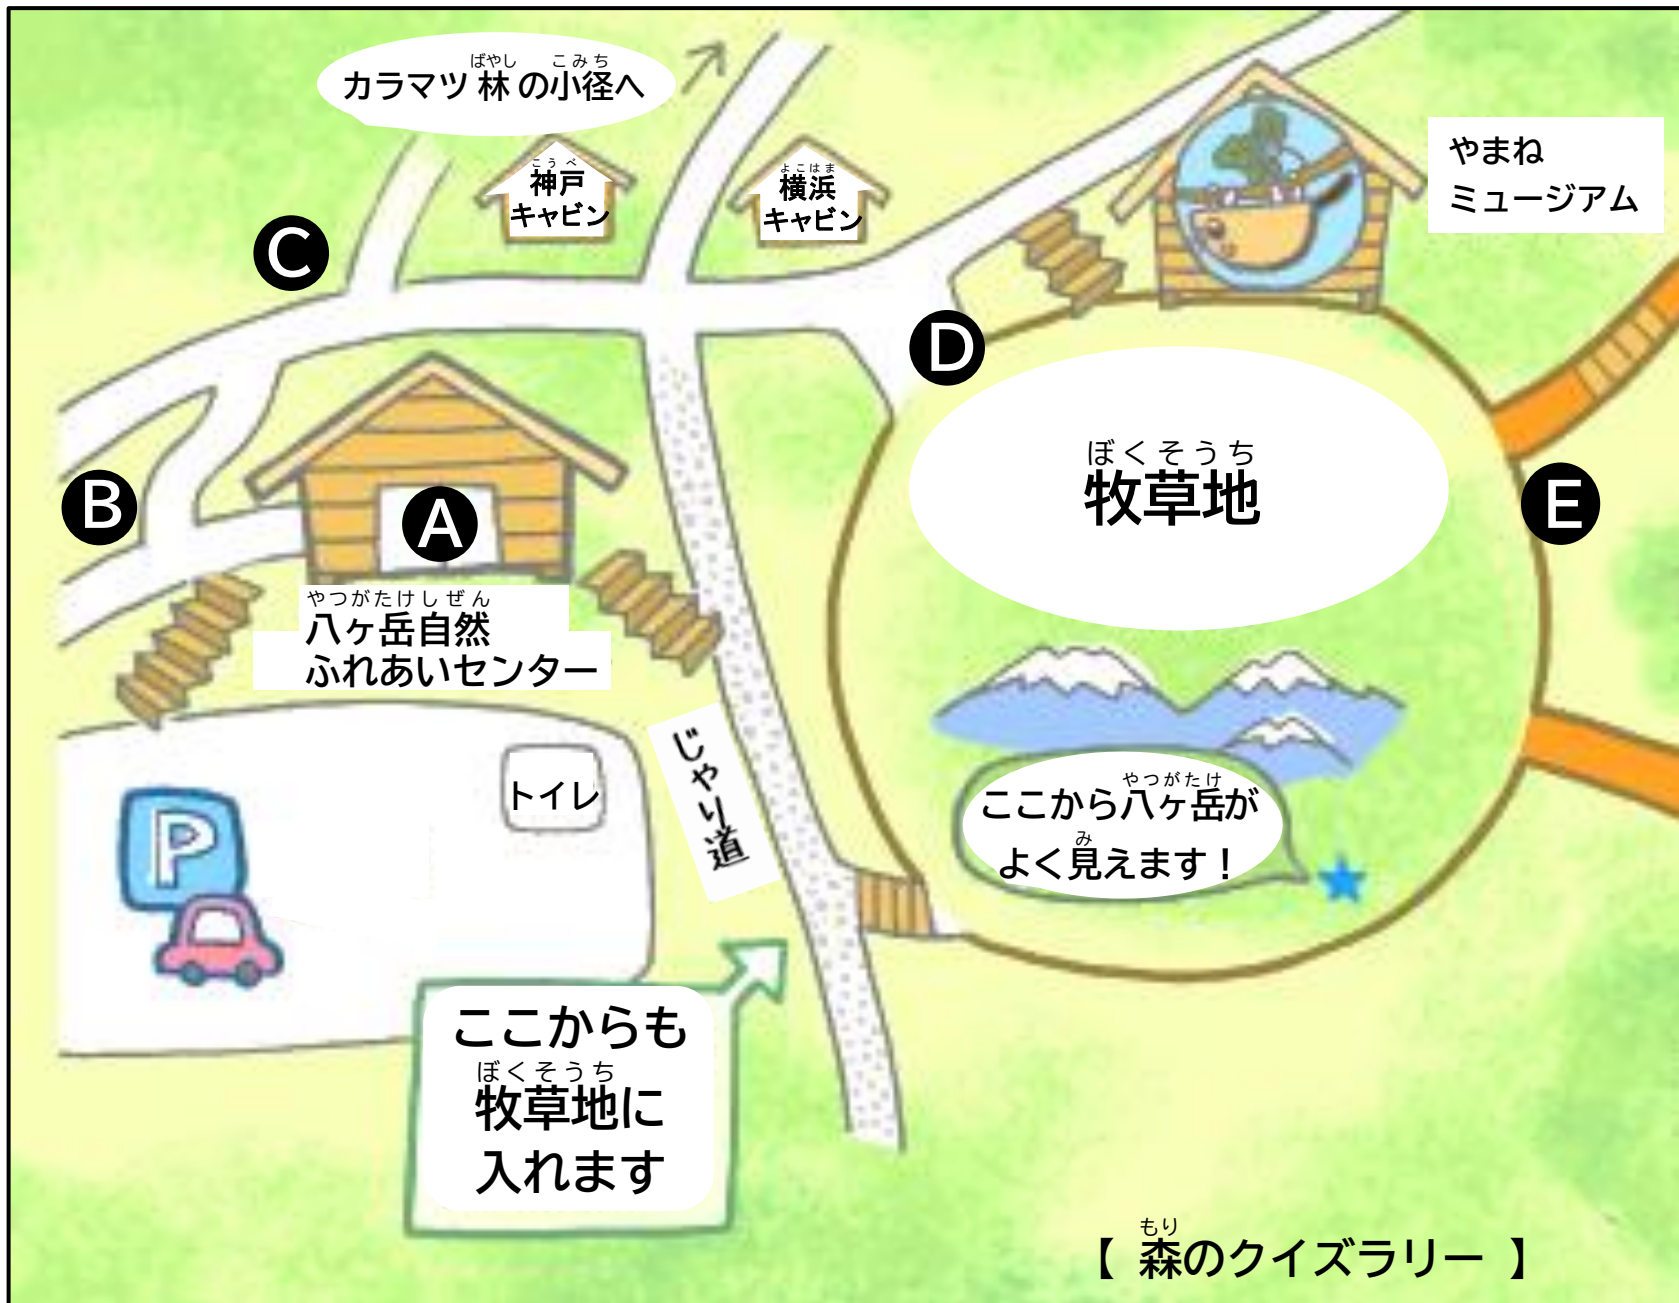 ばやし こみち
カラマツ林の小径へ
こうべ
神戸
キャビン
よこはま
横浜
キャビン
やまね
ミュージアム
C
D
B
A
E
ぼくそうち
牧草地
やつがたけしぜん
八ヶ岳自然
ふれあいセンター
じゃり道
トイレ
P
やつがたけ
ここから八ヶ岳が
み
よく見えます!
ここからも
ぼくそうち
牧草地に
入れます
もり
【 森のクイズラリー 】